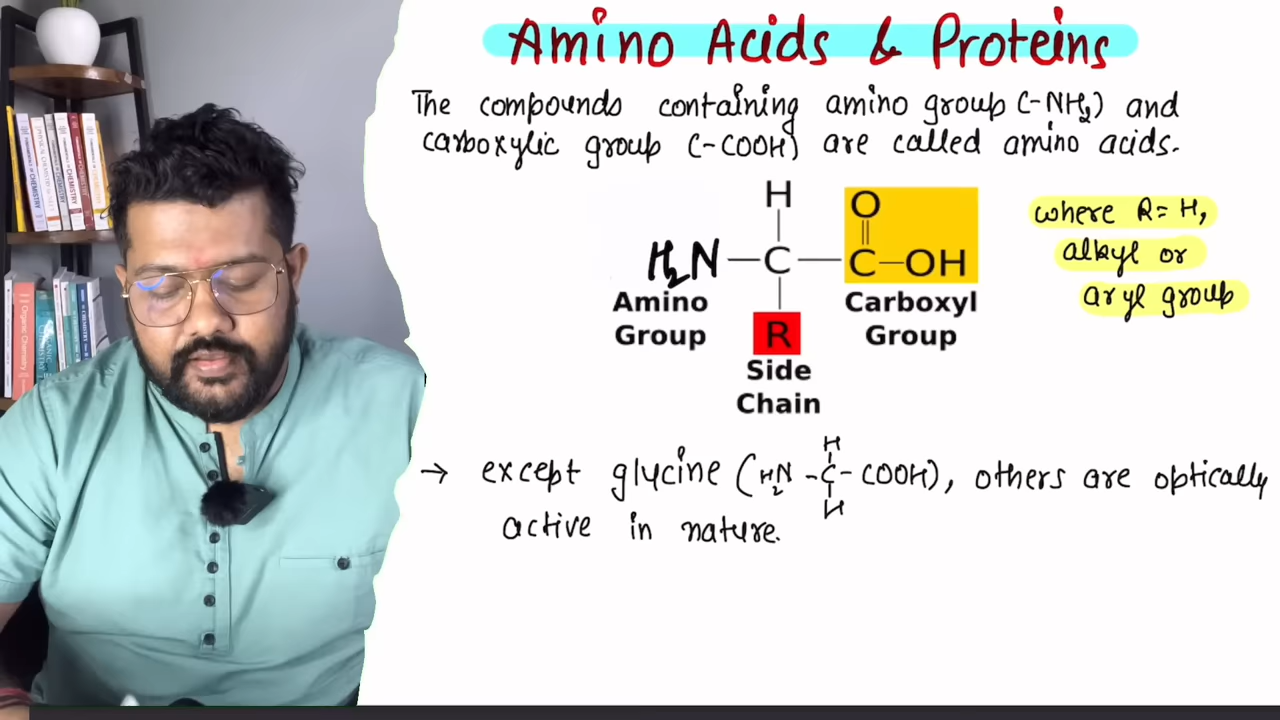 Amino Acids & Proteins
The compounds containing amino group (-NH2) and
carboxylic group (-COOH) are called amino acids.
H
O
H2N
C
C
OH
Amino
Group
Carboxyl
Group
R
Side
Chain
where R = H,
alkyl or
aryl group
H
→ except glycine (H2N - C - COOH), others are optically
H
active in nature.
Organic Chemistry